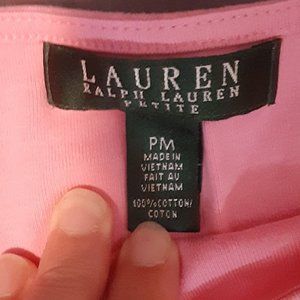 LAUREN
RALPH LAUREN
PETITE
PM
MADE IN
VIETNAM
FAIT AU
VIETNAM
100%COTTON/
COTON